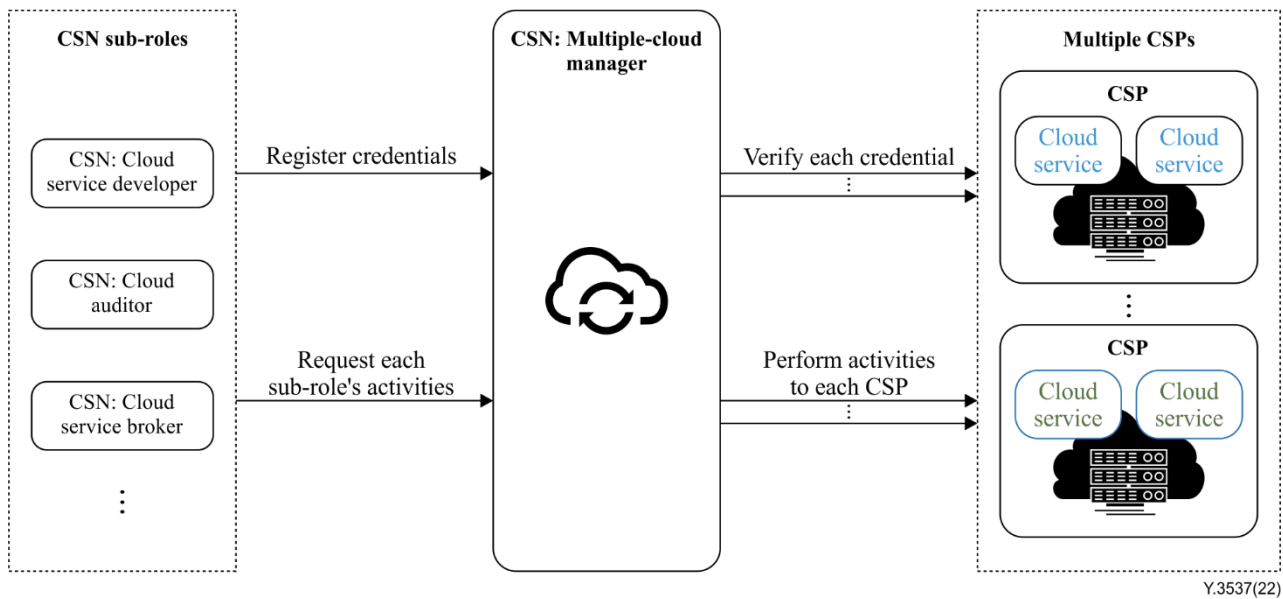 CSN sub-roles
CSN: Cloud
service developer
CSN: Cloud
auditor
CSN: Cloud
service broker
⋮
Register credentials
Request each
sub-role's activities
CSN: Multiple-cloud
manager
Verify each credential
⋮
Perform activities
to each CSP
⋮
Multiple CSPs
CSP
Cloud
service
Cloud
service
⋮
CSP
Cloud
service
Cloud
service
Y.3537(22)